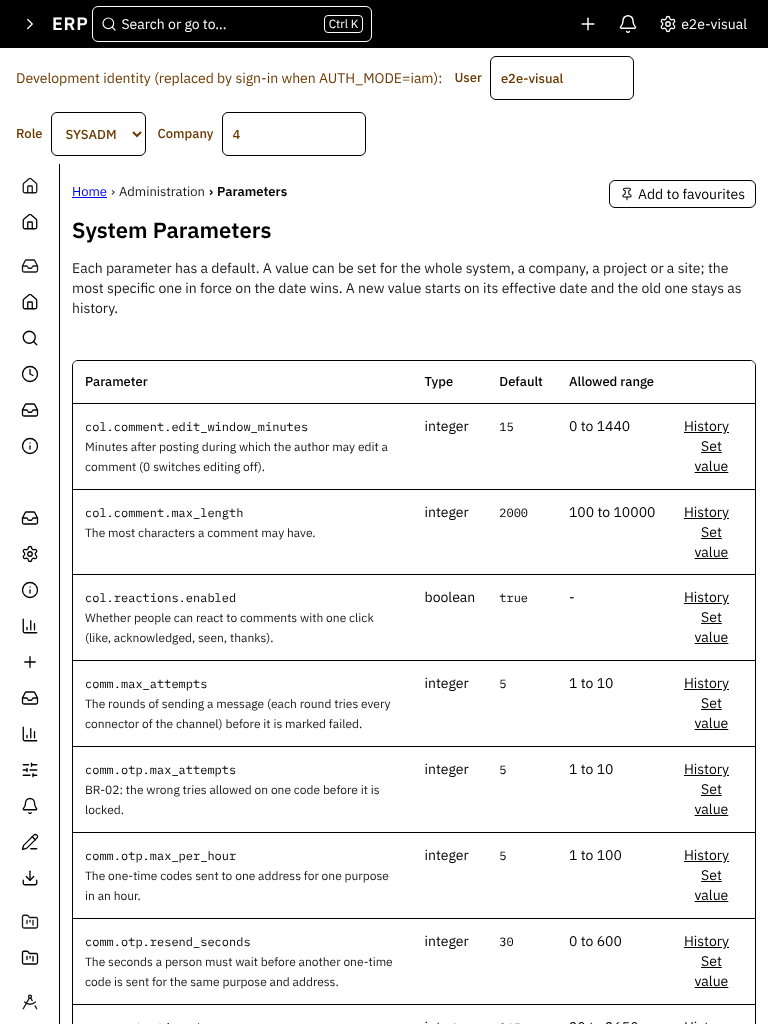 ERP
Search or go to... Ctrl K
e2e-visual
Development identity (replaced by sign-in when AUTH_MODE=iam): User e2e-visual
Role SYSADM Company 4
Home › Administration › Parameters
Add to favourites
System Parameters
Each parameter has a default. A value can be set for the whole system, a company, a project or a site; the
most specific one in force on the date wins. A new value starts on its effective date and the old one stays as
history.
Parameter Type Default Allowed range
col.comment.edit_window_minutes integer 15 0 to 1440 History
Minutes after posting during which the author may edit a Set
comment (0 switches editing off). value
col.comment.max_length integer 2000 100 to 10000 History
The most characters a comment may have. Set
value
col.reactions.enabled boolean true - History
Whether people can react to comments with one click Set
(like, acknowledged, seen, thanks). value
comm.max_attempts integer 5 1 to 10 History
The rounds of sending a message (each round tries every Set
connector of the channel) before it is marked failed. value
comm.otp.max_attempts integer 5 1 to 10 History
BR-02: the wrong tries allowed on one code before it is Set
locked. value
comm.otp.max_per_hour integer 5 1 to 100 History
The one-time codes sent to one address for one purpose Set
in an hour. value
comm.otp.resend_seconds integer 30 0 to 600 History
The seconds a person must wait before another one-time Set
code is sent for the same purpose and address. value